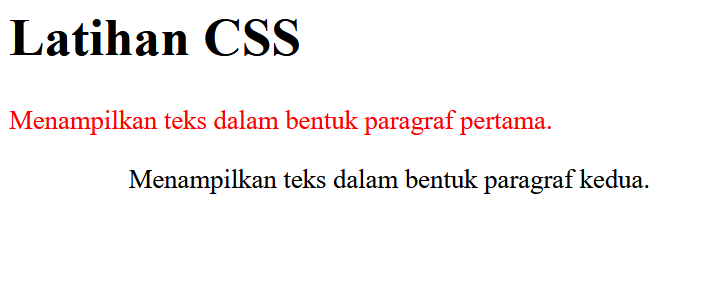 Latihan CSS
Menampilkan teks dalam bentuk paragraf pertama.
Menampilkan teks dalam bentuk paragraf kedua.